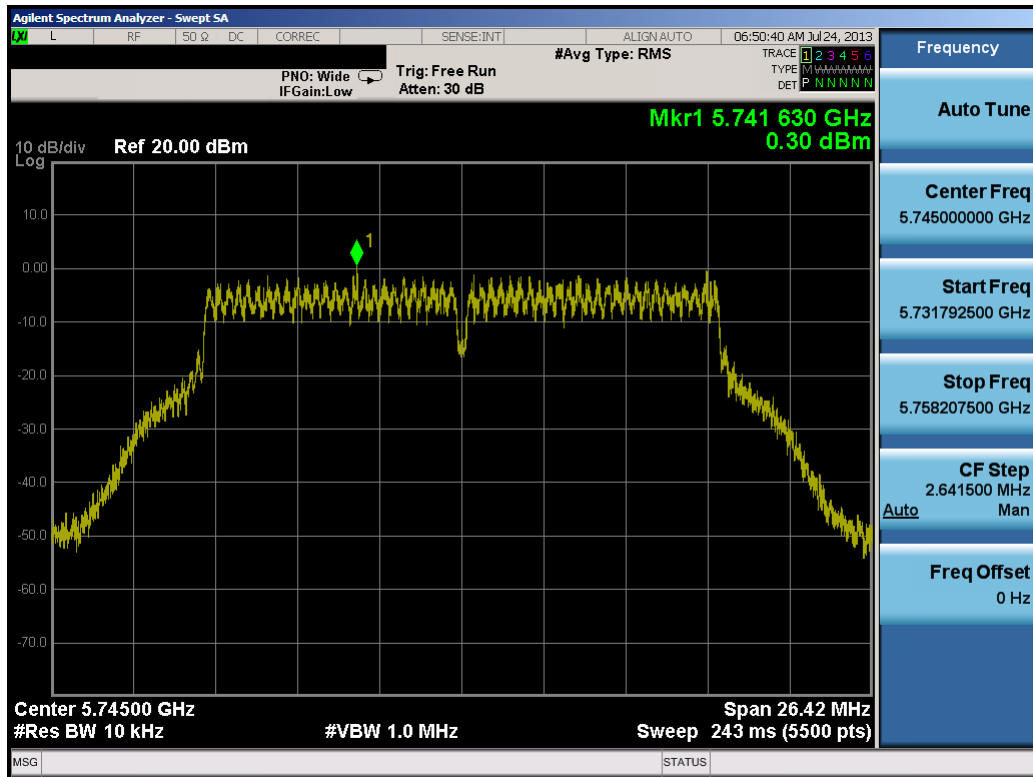 Agilent Spectrum Analyzer - Swept SA
LXI L RF 50 Ω DC CORREC SENSE:INT ALIGN AUTO 06:50:40 AM Jul 24, 2013
#Avg Type: RMS
TRACE 1 2 3 4 5 6
TYPE M W W W W W
DET P N N N N N
PNO: Wide Trig: Free Run
IFGain:Low Atten: 30 dB
Mkr1 5.741 630 GHz
0.30 dBm
10 dB/div Ref 20.00 dBm
Log
1
10.0
0.00
-10.0
-20.0
-30.0
-40.0
-50.0
-60.0
-70.0
Center 5.74500 GHz Span 26.42 MHz
#Res BW 10 kHz #VBW 1.0 MHz Sweep 243 ms (5500 pts)
MSG STATUS
Frequency
Auto Tune
Center Freq
5.745000000 GHz
Start Freq
5.731792500 GHz
Stop Freq
5.758207500 GHz
CF Step
2.641500 MHz
Auto Man
Freq Offset
0 Hz